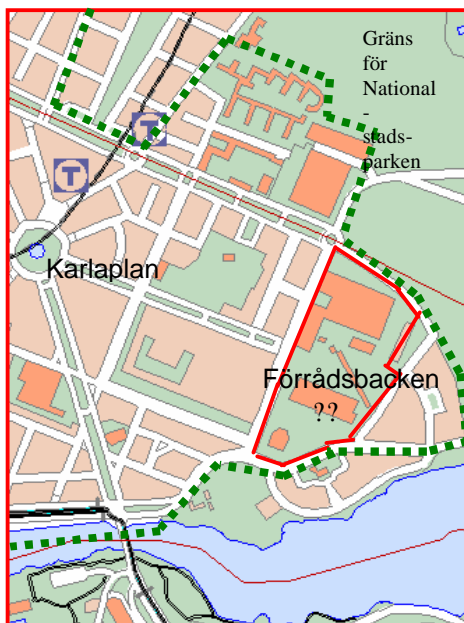 Gräns
för
National
-
stads-
parken
T
T
Karlaplan
Förrådsbacken
??